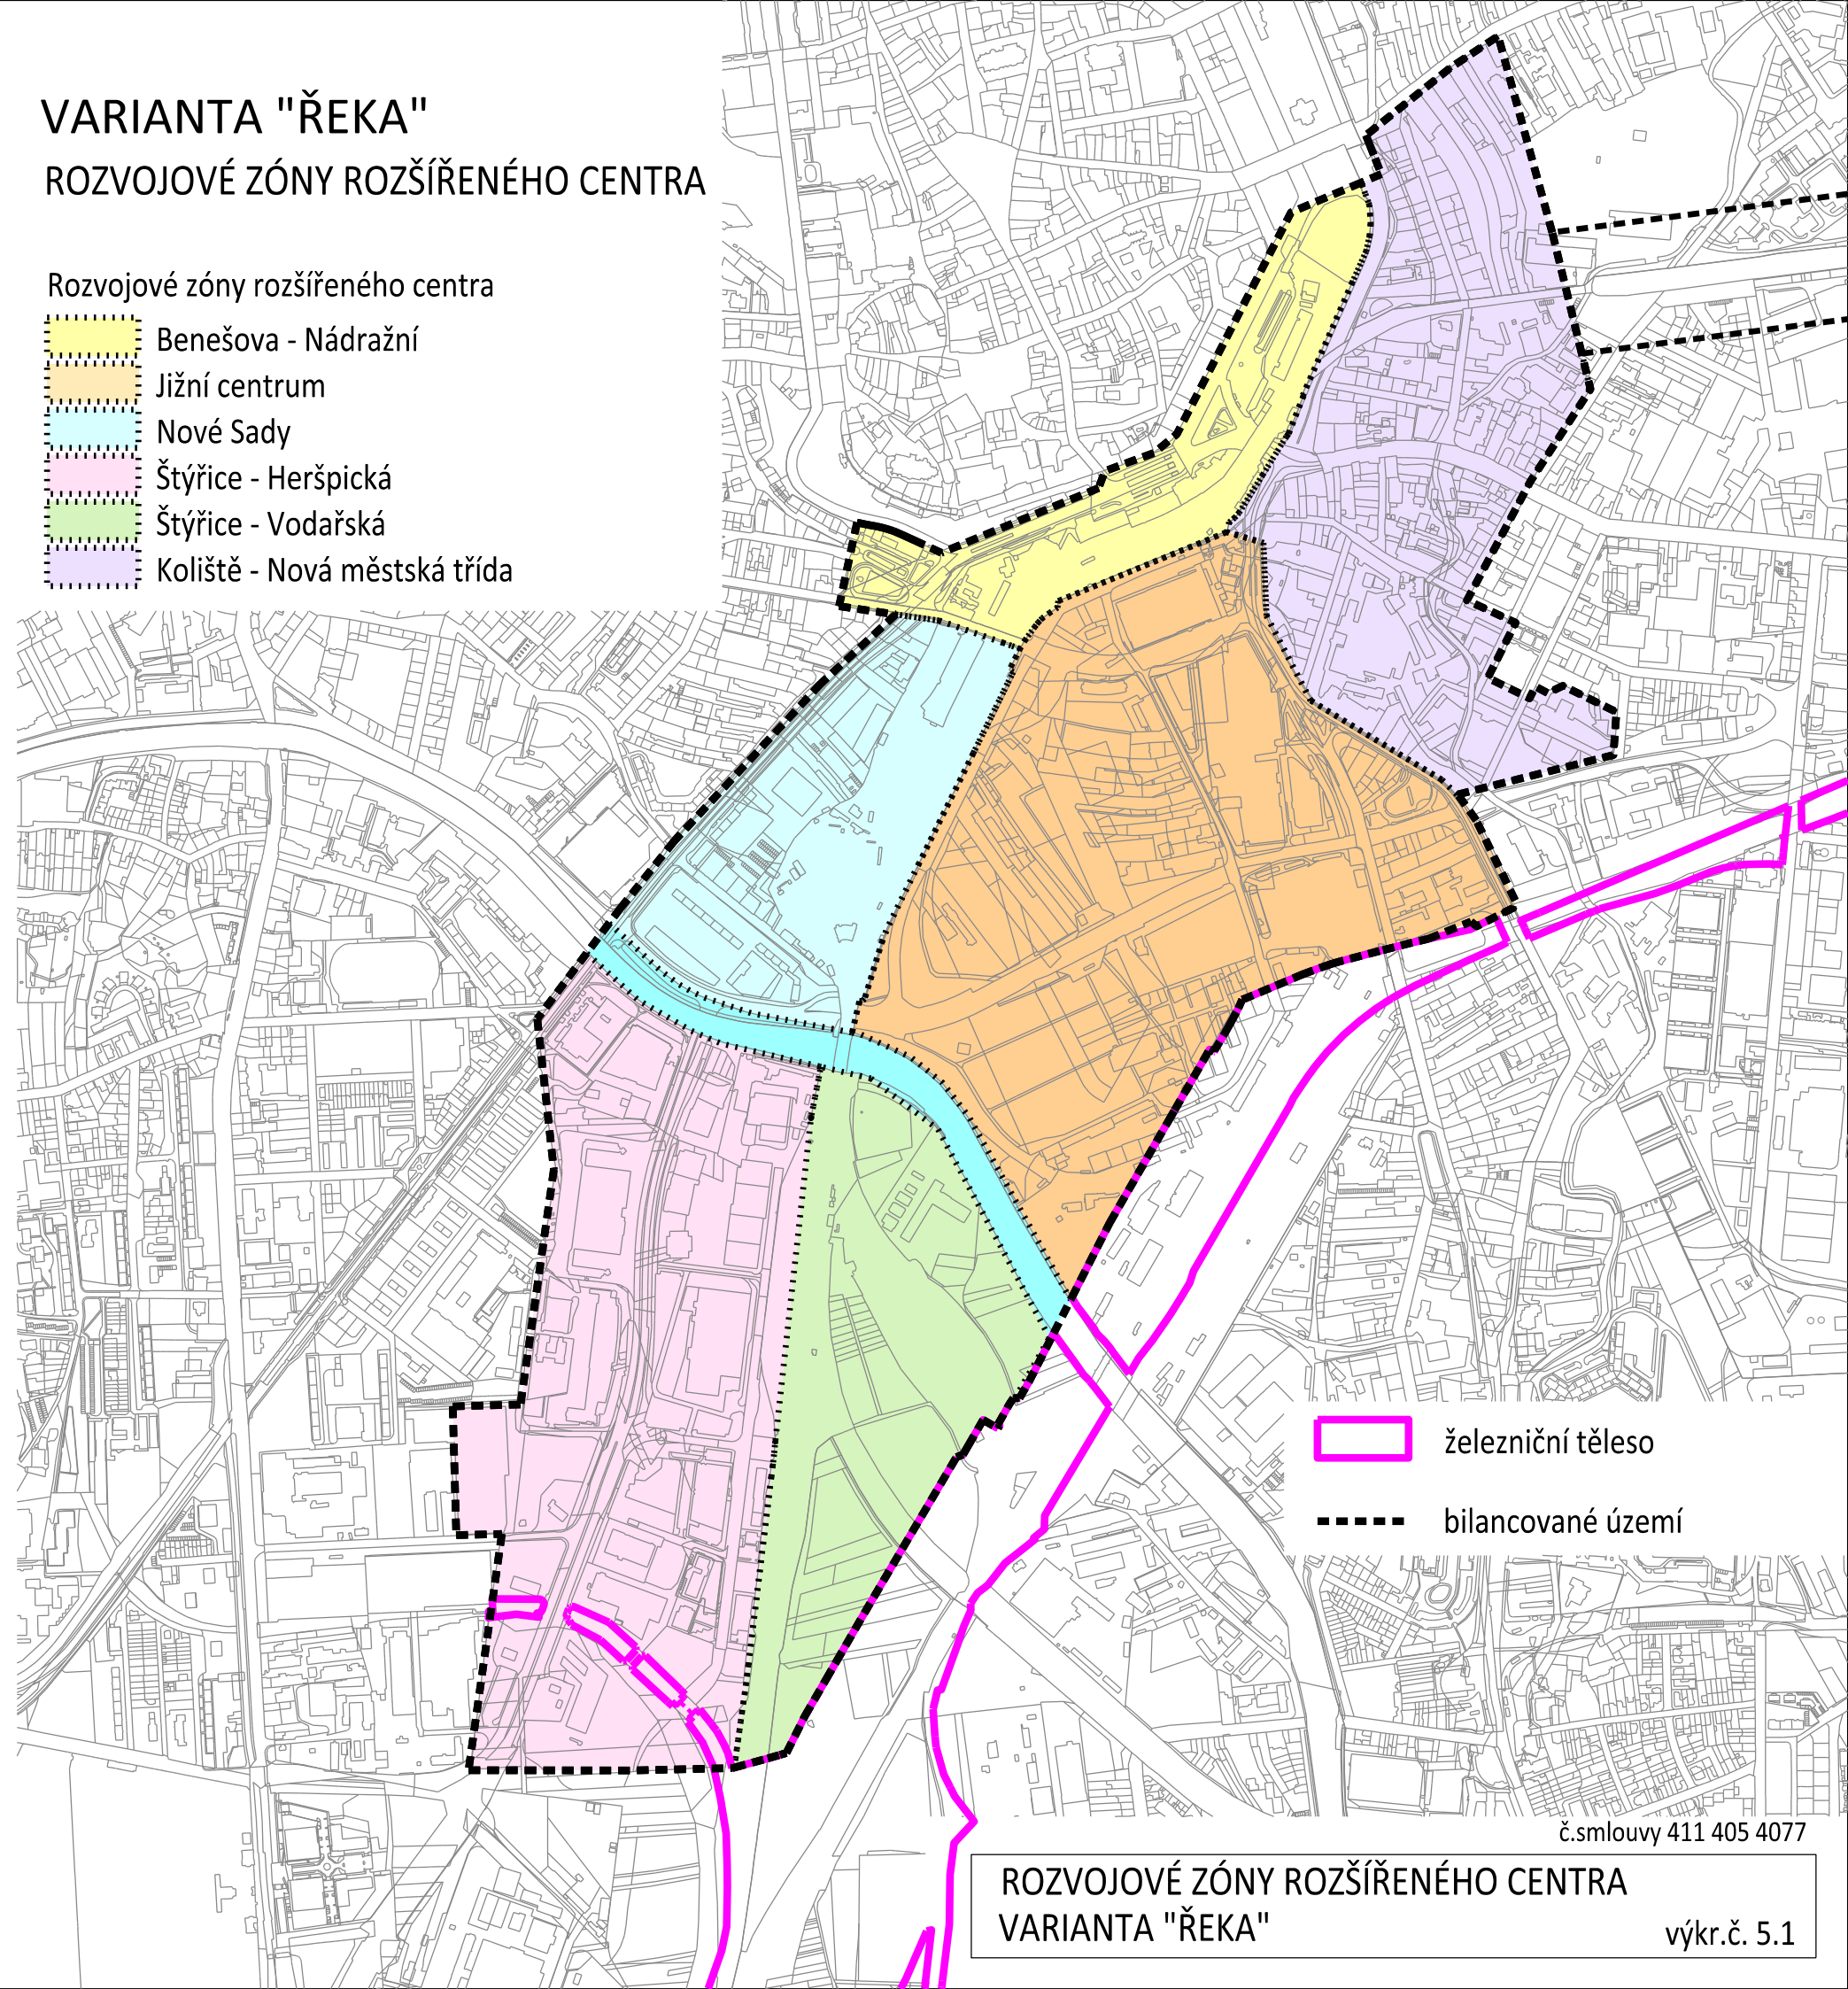 VARIANTA "ŘEKA"
ROZVOJOVÉ ZÓNY ROZŠÍŘENÉHO CENTRA
Rozvojové zóny rozšířeného centra
Benešova - Nádražní
Jižní centrum
Nové Sady
Štýřice - Heršpická
Štýřice - Vodařská
Koliště - Nová městská třída
železniční těleso
bilancované území
č.smlouvy 411 405 4077
ROZVOJOVÉ ZÓNY ROZŠÍŘENÉHO CENTRA
VARIANTA "ŘEKA"
výkr.č. 5.1